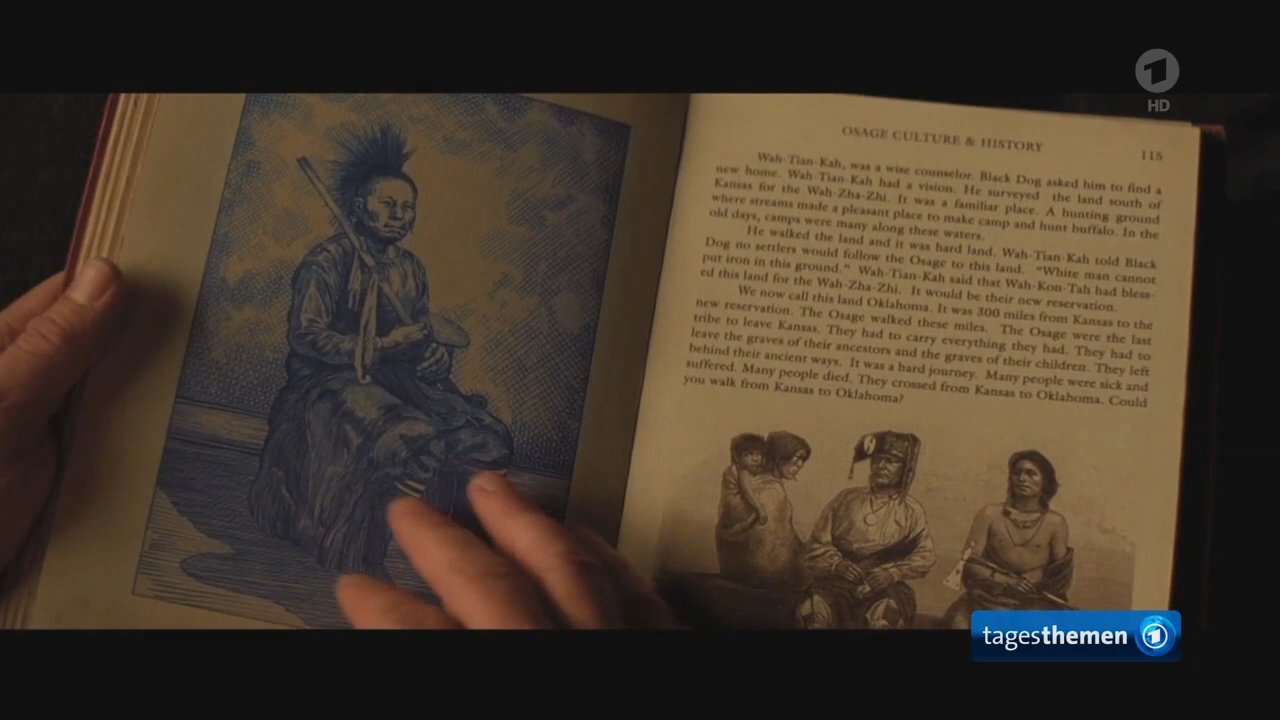 HD
OSAGE CULTURE & HISTORY
115
Wah-Tian-Kah, was a wise counselor. Black Dog asked him to find a
new home. Wah-Tian-Kah had a vision. He surveyed the land south of
Kansas for the Wah-Zha-Zhi. It was a familiar place. A hunting ground
where streams made a pleasant place to make camp and hunt buffalo. In the
old days, camps were many along these waters.
He walked the land and it was hard land. Wah-Tian-Kah told Black
Dog no settlers would follow the Osage to this land. "White man cannot
put iron in this ground." Wah-Tian-Kah said that Wah-Kon-Tah had bless-
ed this land for the Wah-Zha-Zhi. It would be their new reservation.
We now call this land Oklahoma. It was 300 miles from Kansas to the
new reservation. The Osage walked these miles. The Osage were the last
tribe to leave Kansas. They had to carry everything they had. They had to
leave the graves of their ancestors and the graves of their children. They left
behind their ancient ways. It was a hard journey. Many people were sick and
suffered. Many people died. They crossed from Kansas to Oklahoma. Could
you walk from Kansas to Oklahoma?
tagesthemen